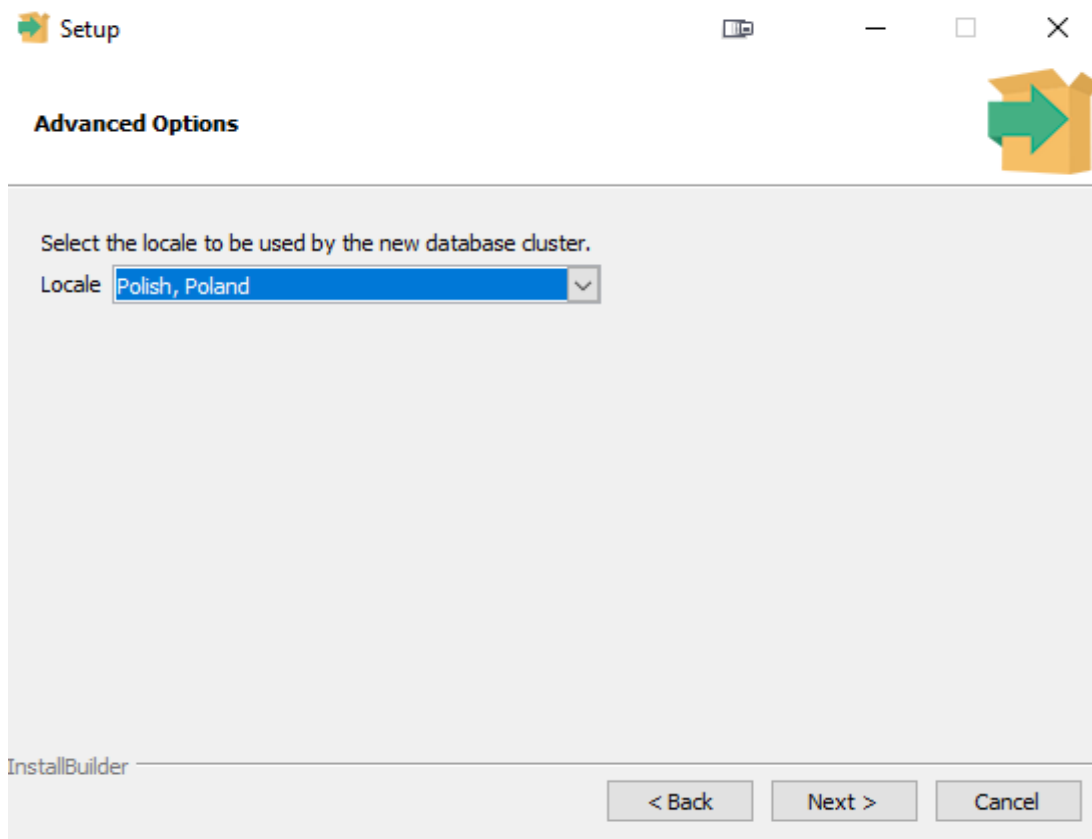 Setup
Advanced Options
Select the locale to be used by the new database cluster.
Locale Polish, Poland
InstallBuilder
< Back Next > Cancel